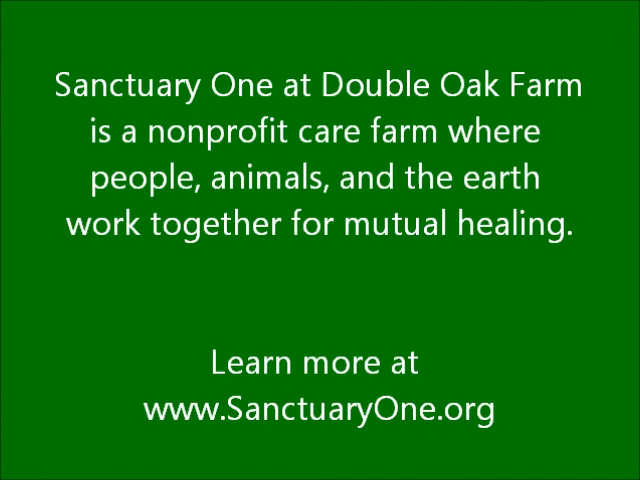 Sanctuary One at Double Oak Farm
is a nonprofit care farm where
people, animals, and the earth
work together for mutual healing.
Learn more at
www.SanctuaryOne.org